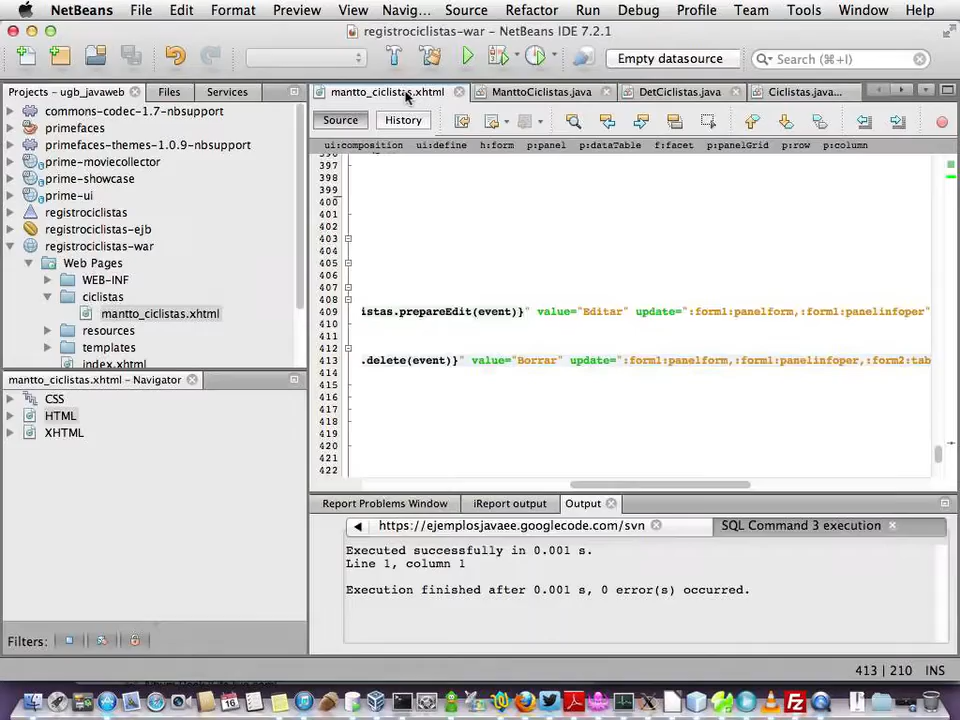 NetBeans File Edit Format Preview View Navig... Source Refactor Run Debug Profile Team Tools Window Help
registrociclistas-war - NetBeans IDE 7.2.1
Empty datasource... Search (⌘+I)
Projects - ugb_javaweb Files Services
mantto_ciclistas.xhtml ManttoCiclistas.java DetCiclistas.java Ciclistas.java...
commons-codec-1.7-nbsupport
primefaces
primefaces-themes-1.0.9-nbsupport
prime-moviecollector
prime-showcase
prime-ui
registrociclistas
registrociclistas-ejb
registrociclistas-war
Web Pages
WEB-INF
ciclistas
mantto_ciclistas.xhtml
resources
templates
index.xhtml
Source History
ui:composition ui:define h:form p:panel p:dataTable f:facet p:panelGrid p:row p:column
397
398
399
400
401
402
403
404
405
406
407
408
409 istas.prepareEdit(event)}" value="Editar" update=":form1:panelform,:form1:panelinfoper"
410
411
412
413 .delete(event)}" value="Borrar" update=":form1:panelform,:form1:panelinfoper,:form2:tab
414
415
416
417
418
419
420
421
422
mantto_ciclistas.xhtml - Navigator
CSS
HTML
XHTML
Filters:
Report Problems Window iReport output Output
https://ejemplosjavaee.googlecode.com/svn SQL Command 3 execution
Executed successfully in 0.001 s.
Line 1, column 1
Execution finished after 0.001 s, 0 error(s) occurred.
413 | 210 INS